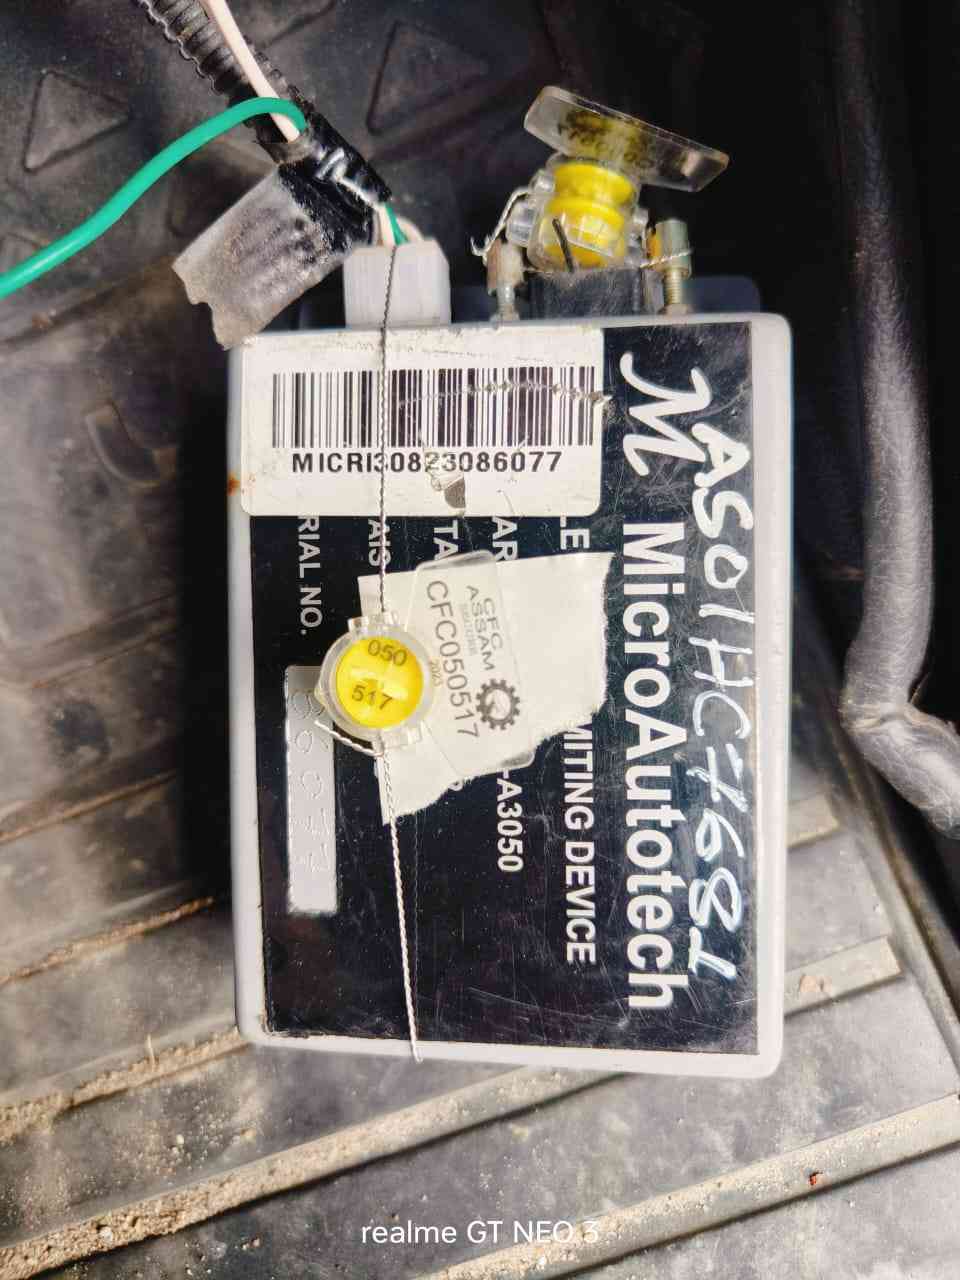 MICRI30823086077
M
MicroAutotech
AS01HC7681
LE
MITING DEVICE
AR
-A3050
TA
AIS
RIAL NO.
CFC
ASSAM
2023
CFC050517
050
517
realme GT NEO 3